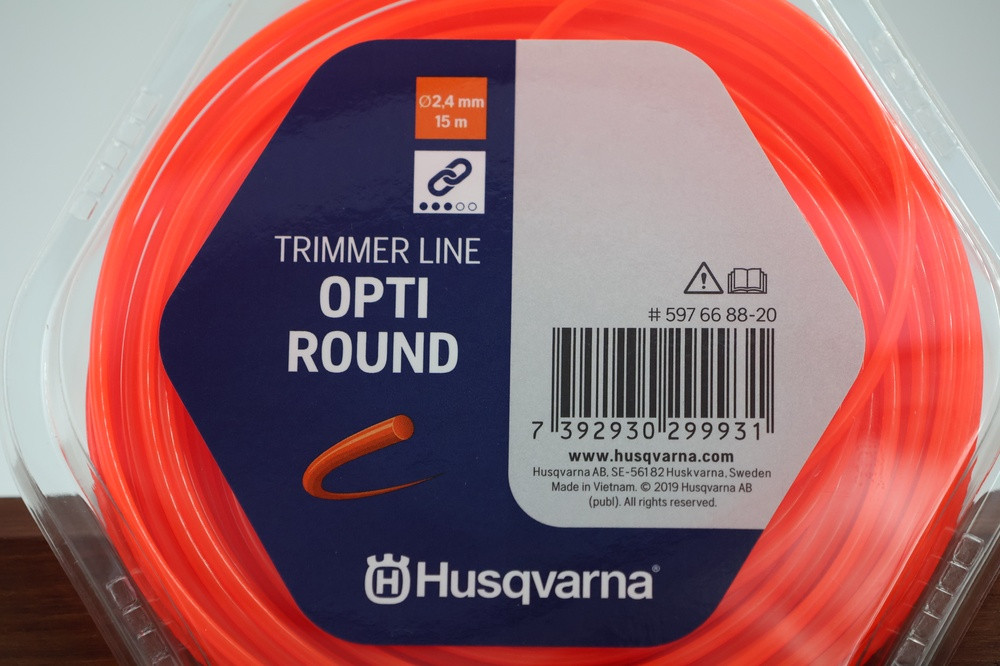 Ø2,4 mm
15 m
TRIMMER LINE
OPTI
ROUND
# 597 66 88-20
7 392930 299931
www.husqvarna.com
Husqvarna AB, SE-561 82 Huskvarna, Sweden
Made in Vietnam. © 2019 Husqvarna AB
(publ). All rights reserved.
H Husqvarna®